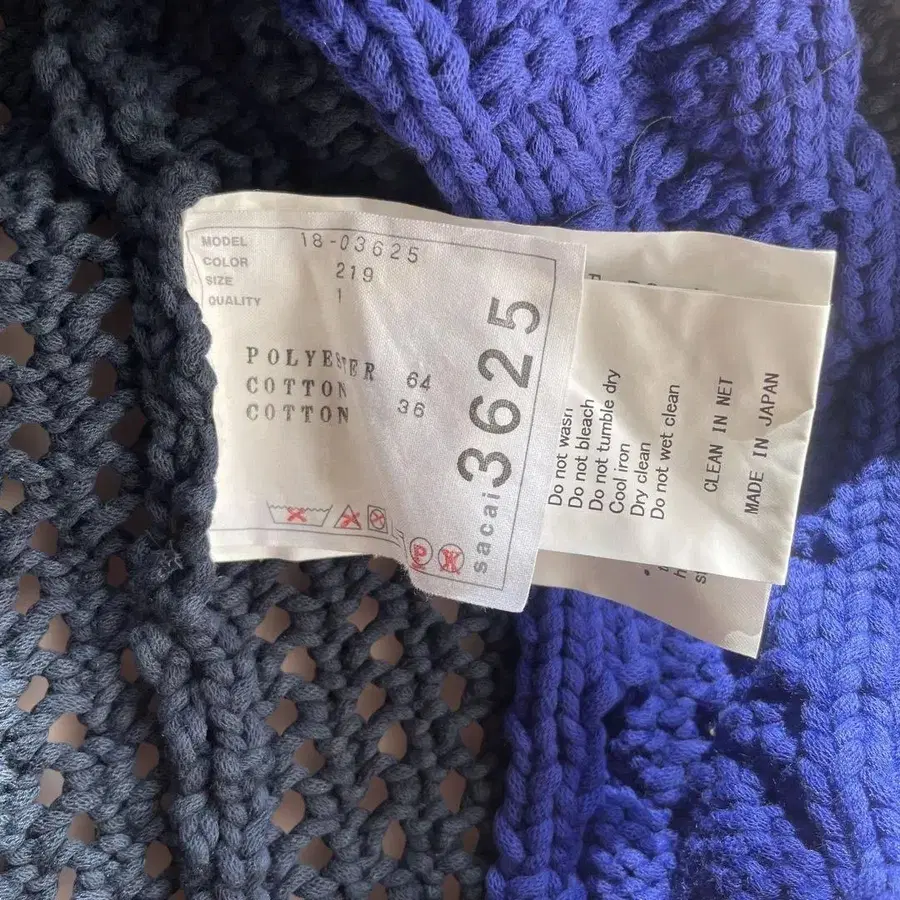 MODEL 18-03625
COLOR 219
SIZE 1
QUALITY
POLYESTER 64
COTTON 36
COTTON
sacai 3625
Do not wash
Do not bleach
Do not tumble dry
Cool iron
Dry clean
Do not wet clean
CLEAN IN NET
MADE IN JAPAN